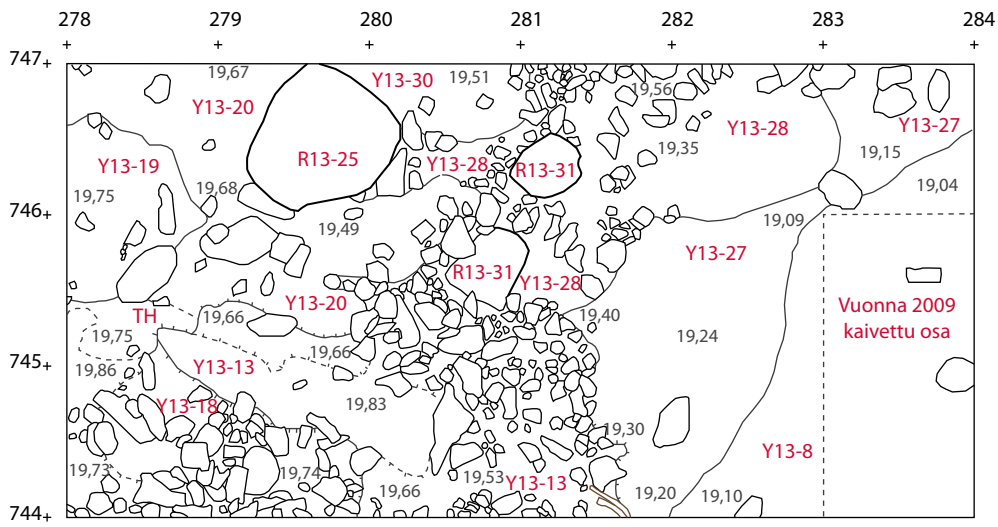 278 279 280 281 282 283 284
747
19,67 Y13-30 19,51
Y13-20 19,56
Y13-28 Y13-27
R13-25 19,35 19,15
Y13-19 Y13-28 R13-31
19,75 19,68 19,04
746
19,49 19,09
Y13-27
R13-31 Y13-28
Y13-20 Vuonna 2009
TH 19,66 19,40 kaivettu osa
19,75 19,24
19,66
745
19,86 Y13-13
19,83
Y13-18
19,30
Y13-8
19,73 19,74 19,53 Y13-13
19,66 19,20 19,10
744